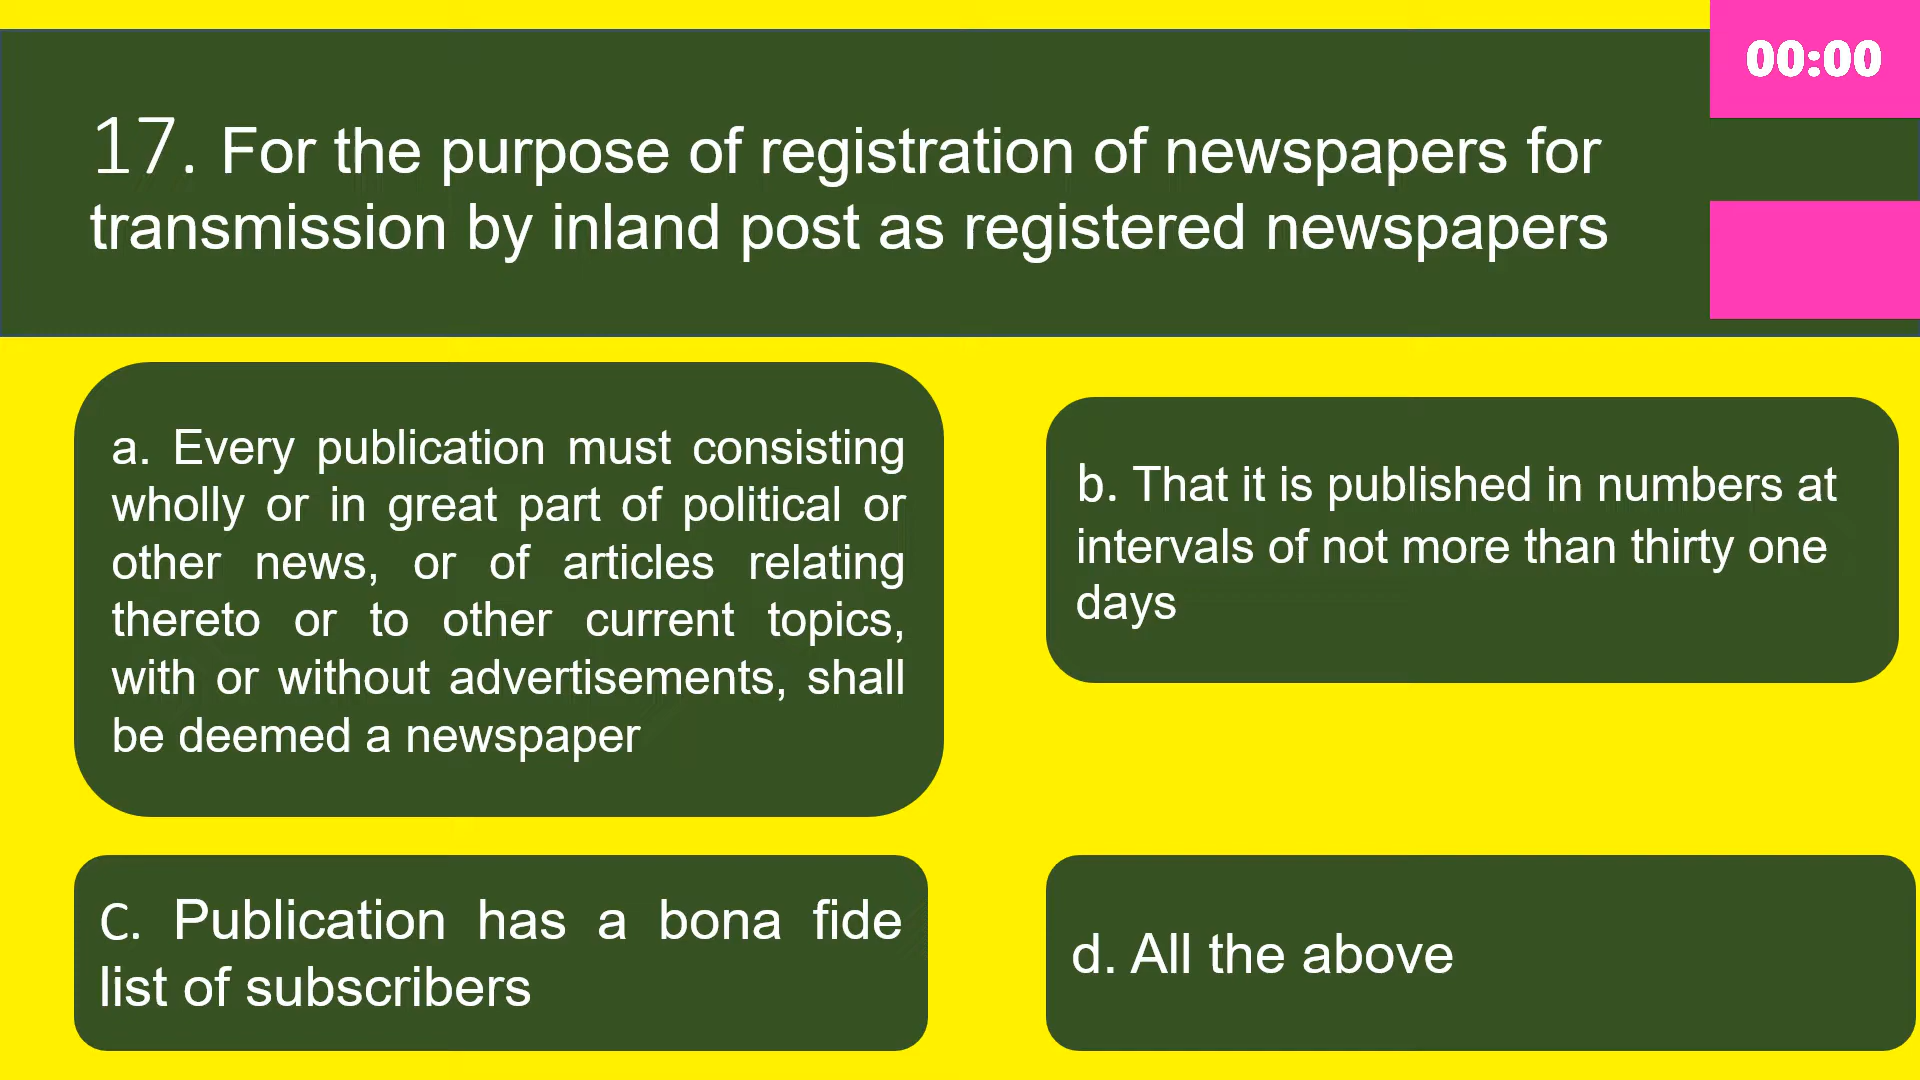 00:00
17. For the purpose of registration of newspapers for
transmission by inland post as registered newspapers
a. Every publication must consisting
wholly or in great part of political or
other news, or of articles relating
thereto or to other current topics,
with or without advertisements, shall
be deemed a newspaper
b. That it is published in numbers at
intervals of not more than thirty one
days
C. Publication has a bona fide
list of subscribers
d. All the above